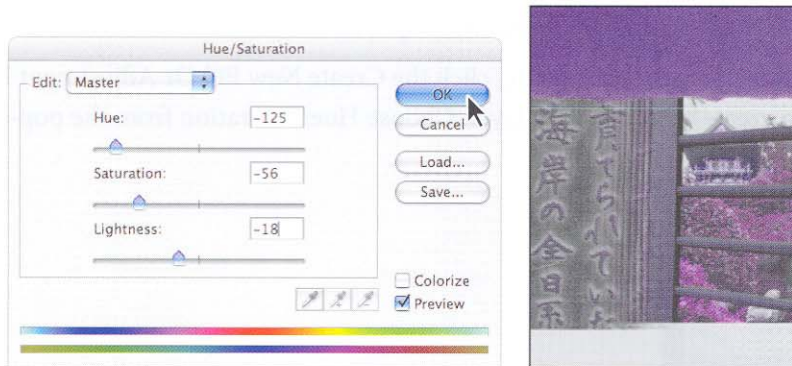 Hue/Saturation
Edit: Master
Hue: -125
Saturation: -56
Lightness: -18
OK
Cancel
Load...
Save...
Colorize
Preview
育てられていな
海岸の全日